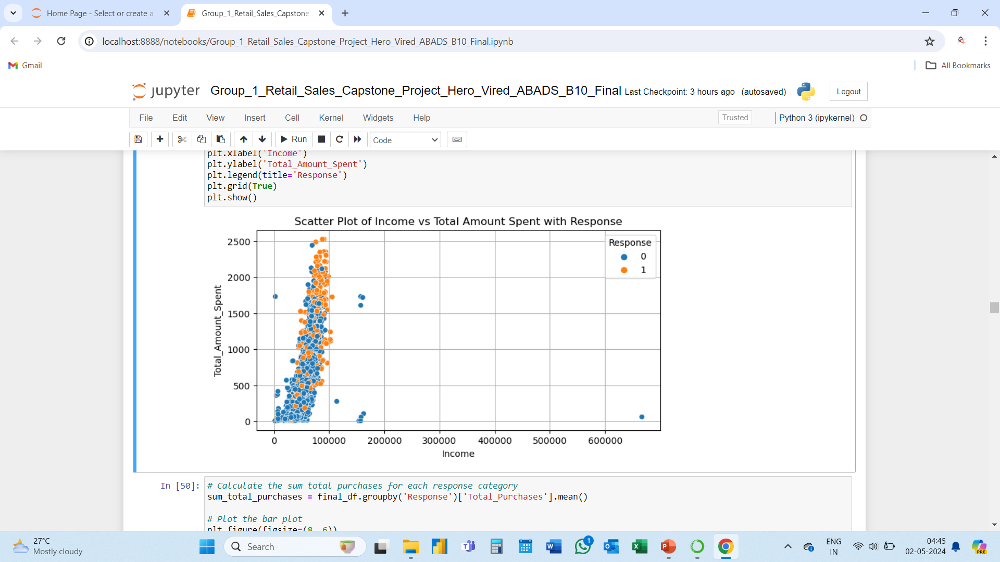 Home Page - Select or create a
Group_1_Retail_Sales_Capstone
localhost:8888/notebooks/Group_1_Retail_Sales_Capstone_Project_Hero_Vired_ABADS_B10_Final.ipynb
Gmail
All Bookmarks
jupyter Group_1_Retail_Sales_Capstone_Project_Hero_Vired_ABADS_B10_Final Last Checkpoint: 3 hours ago (autosaved)
Logout
File Edit View Insert Cell Kernel Widgets Help
Trusted
Python 3 (ipykernel)
Run
Code
plt.xlabel('Income')
plt.ylabel('Total_Amount_Spent')
plt.legend(title='Response')
plt.grid(True)
plt.show()
Scatter Plot of Income vs Total Amount Spent with Response
2500
2000
1500
1000
500
0
Total_Amount_Spent
Response
0
1
0 100000 200000 300000 400000 500000 600000
Income
In [50]:
# Calculate the sum total purchases for each response category
sum_total_purchases = final_df.groupby('Response')['Total_Purchases'].mean()
# Plot the bar plot
plt.figure(figsize=(8, 6))
27°C
Mostly cloudy
Search
1
ENG
IN
04:45
02-05-2024
PRE